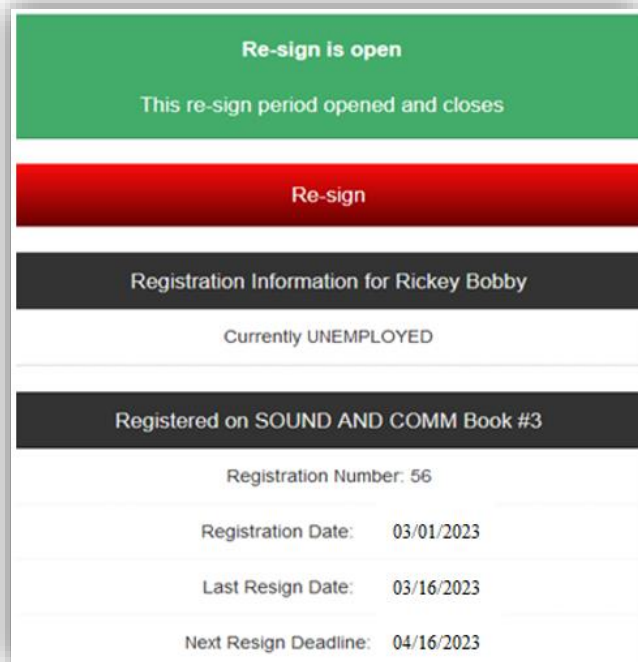 Re-sign is open
This re-sign period opened and closes
Re-sign
Registration Information for Rickey Bobby
Currently UNEMPLOYED
Registered on SOUND AND COMM Book #3
Registration Number: 56
Registration Date: 03/01/2023
Last Resign Date: 03/16/2023
Next Resign Deadline: 04/16/2023